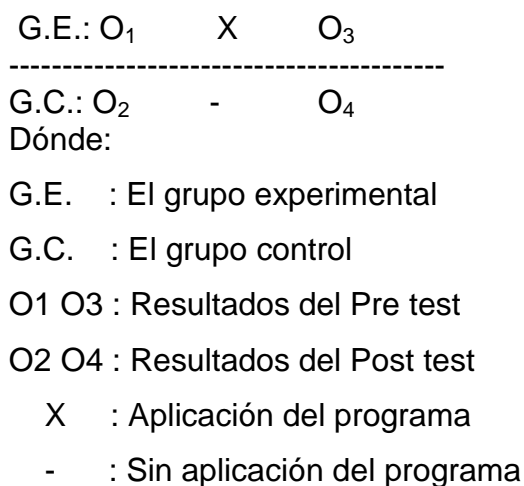 G.E.: O₁ X O₃
-----------------------------------------
G.C.: O₂ - O₄
Dónde:
G.E. : El grupo experimental
G.C. : El grupo control
O1 O3 : Resultados del Pre test
O2 O4 : Resultados del Post test
X : Aplicación del programa
- : Sin aplicación del programa